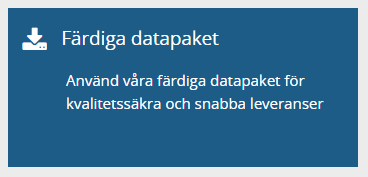 Färdiga datapaket
Använd våra färdiga datapaket för
kvalitetssäkra och snabba leveranser